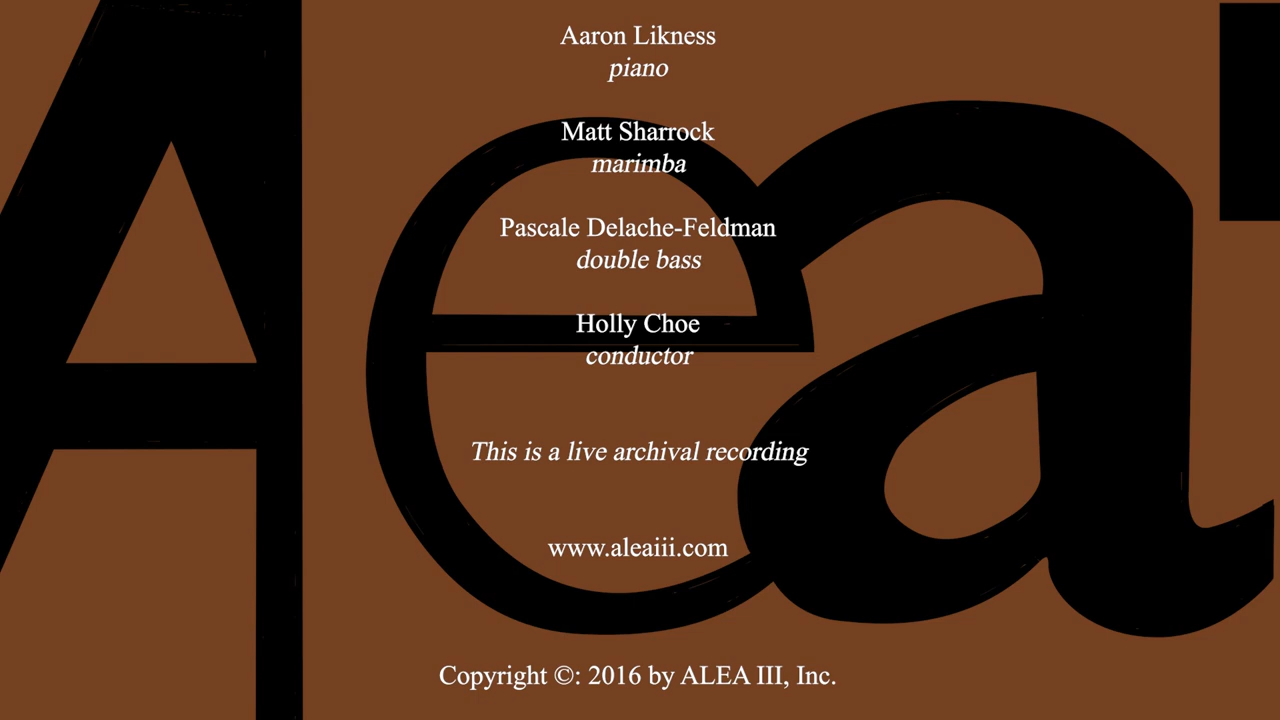 Aaron Likness
piano
Matt Sharrock
marimba
Pascale Delache-Feldman
double bass
Holly Choe
conductor
This is a live archival recording
www.aleaiii.com
Copyright ©: 2016 by ALEA III, Inc.
Aea